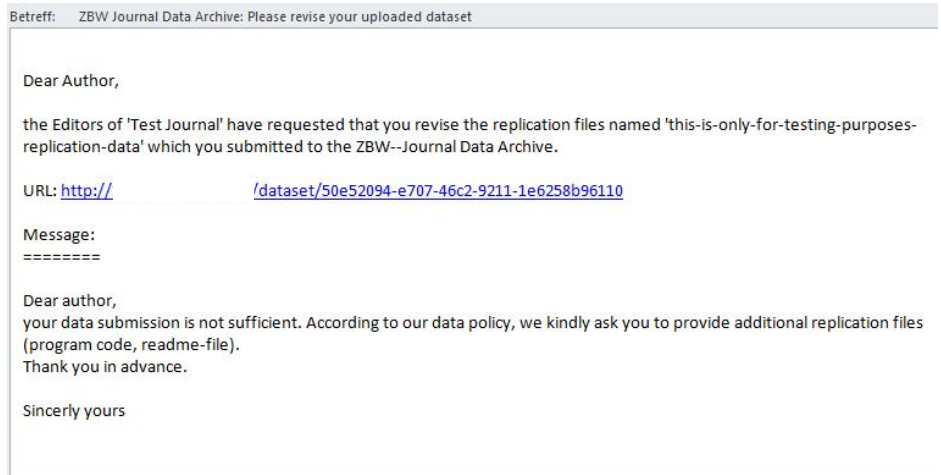 Betreff: ZBW Journal Data Archive: Please revise your uploaded dataset
Dear Author,
the Editors of 'Test Journal' have requested that you revise the replication files named 'this-is-only-for-testing-purposes-
replication-data' which you submitted to the ZBW--Journal Data Archive.
URL: http:// /dataset/50e52094-e707-46c2-9211-1e6258b96110
Message:
========
Dear author,
your data submission is not sufficient. According to our data policy, we kindly ask you to provide additional replication files
(program code, readme-file).
Thank you in advance.
Sincerly yours